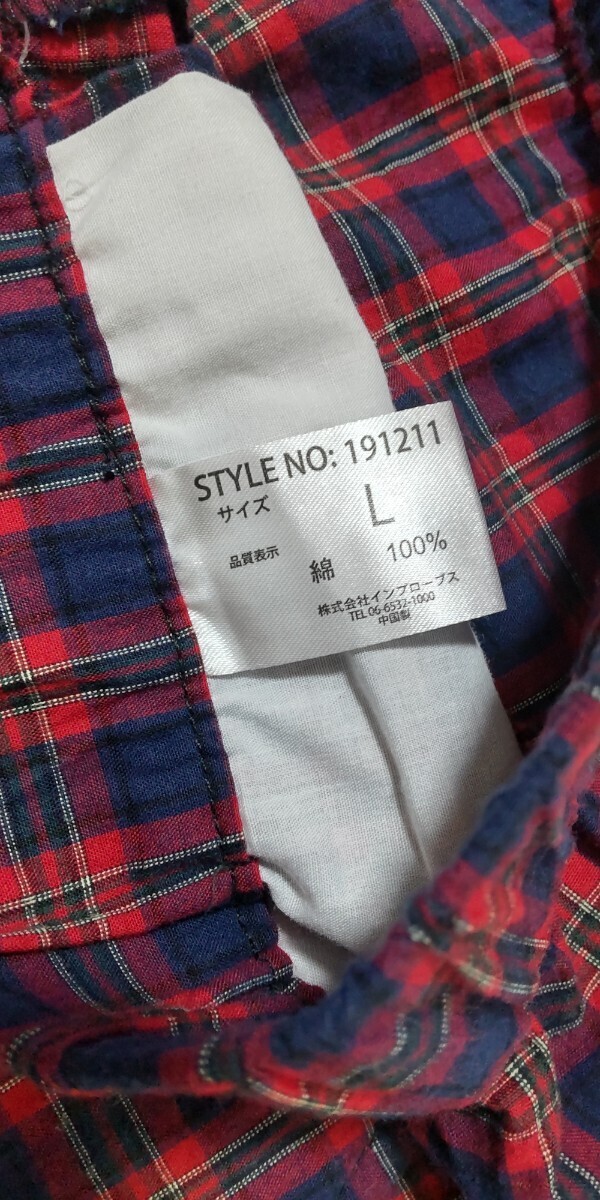 STYLE NO: 191211
サイズ L
品質表示
綿 100%
株式会社インプローブス
TEL 06-6532-1000
中国製